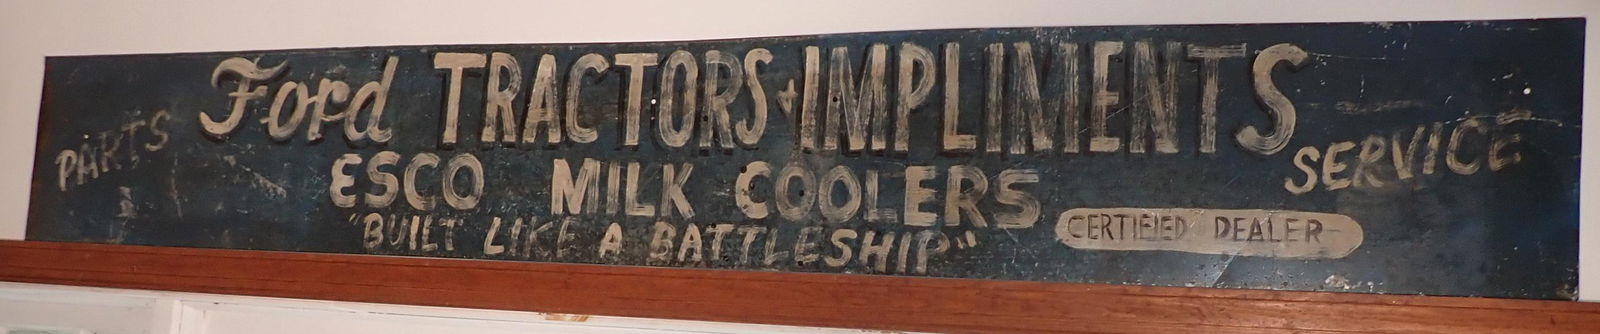 Ford TRACTORS + IMPLIMENTS
PARTS
SERVICE
ESCO MILK COOLERS
"BUILT LIKE A BATTLESHIP"
CERTIFIED DEALER